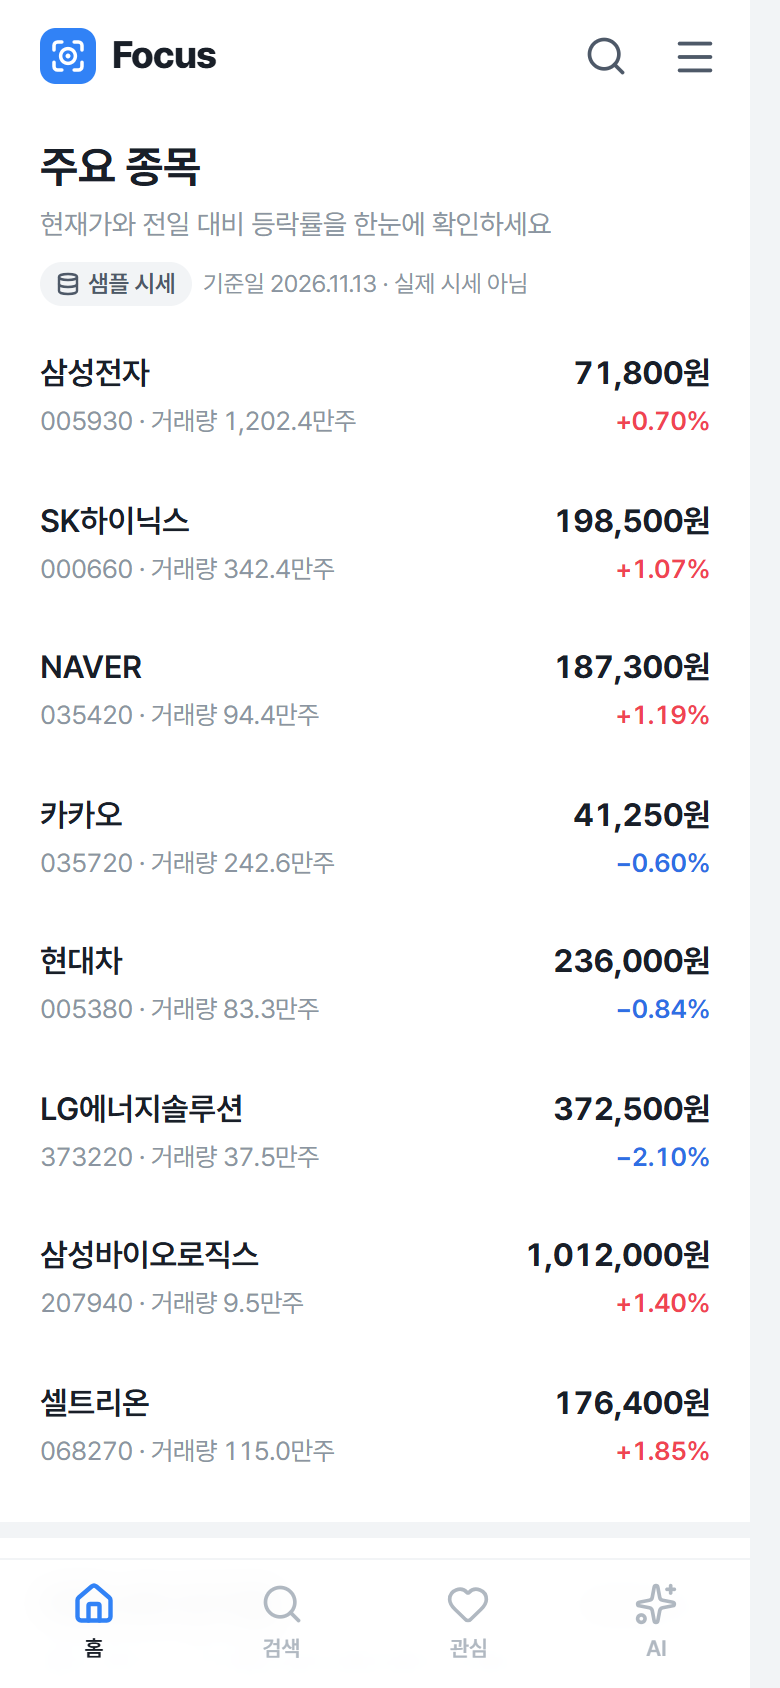 Focus
주요 종목
현재가와 전일 대비 등락률을 한눈에 확인하세요
샘플 시세 기준일 2026.11.13 · 실제 시세 아님
삼성전자 71,800원
005930 · 거래량 1,202.4만주 +0.70%
SK하이닉스 198,500원
000660 · 거래량 342.4만주 +1.07%
NAVER 187,300원
035420 · 거래량 94.4만주 +1.19%
카카오 41,250원
035720 · 거래량 242.6만주 −0.60%
현대차 236,000원
005380 · 거래량 83.3만주 −0.84%
LG에너지솔루션 372,500원
373220 · 거래량 37.5만주 −2.10%
삼성바이오로직스 1,012,000원
207940 · 거래량 9.5만주 +1.40%
셀트리온 176,400원
068270 · 거래량 115.0만주 +1.85%
홈 검색 관심 AI